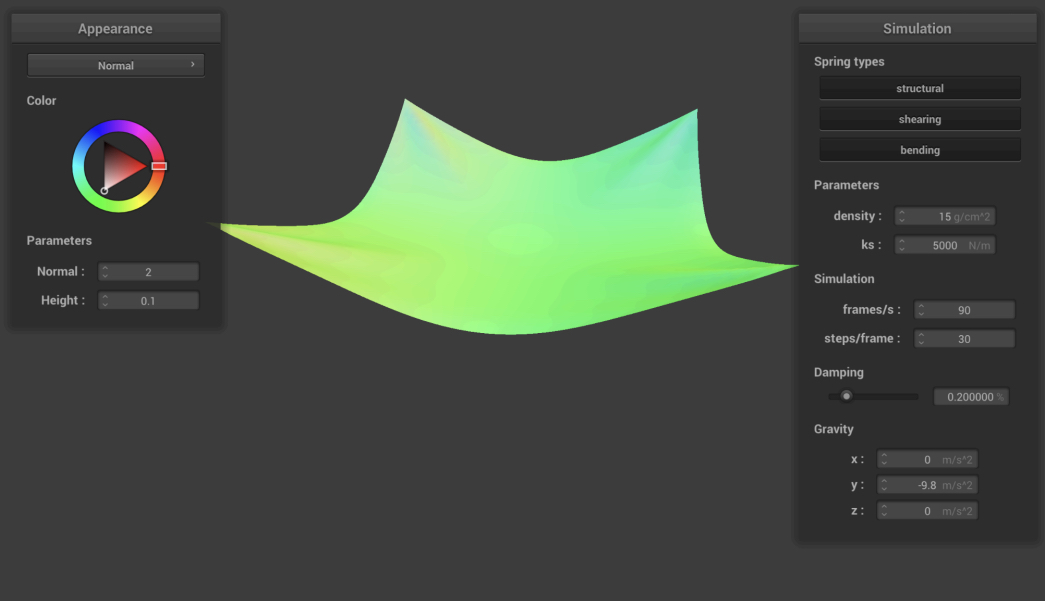 Appearance
Normal
Color
Parameters
Normal : 2
Height : 0.1
Simulation
Spring types
structural
shearing
bending
Parameters
density : 15 g/cm^2
ks : 5000 N/m
Simulation
frames/s : 90
steps/frame : 30
Damping
0.200000 %
Gravity
x : 0 m/s^2
y : -9.8 m/s^2
z : 0 m/s^2